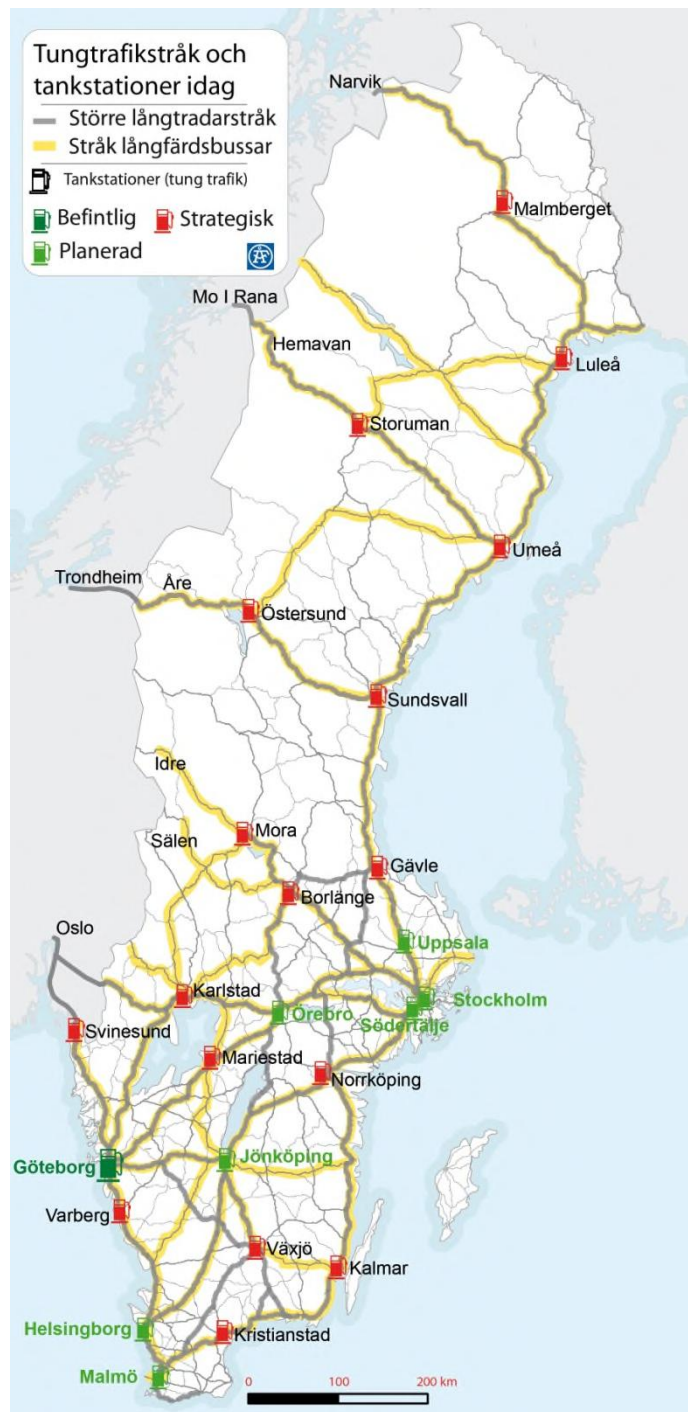 Tungtrafikstråk och
tankstationer idag
Större långtradarstråk
Stråk långfärdsbussar
Tankstationer (tung trafik)
Befintlig
Strategisk
Planerad
ÅF
Narvik
Malmberget
Mo I Rana
Hemavan
Luleå
Storuman
Umeå
Trondheim
Åre
Östersund
Sundsvall
Idre
Mora
Sälen
Gävle
Borlänge
Oslo
Uppsala
Karlstad
Stockholm
Örebro
Södertälje
Svinesund
Mariestad
Norrköping
Göteborg
Jönköping
Varberg
Växjö
Kalmar
Helsingborg
Kristianstad
Malmö
0 100 200 km